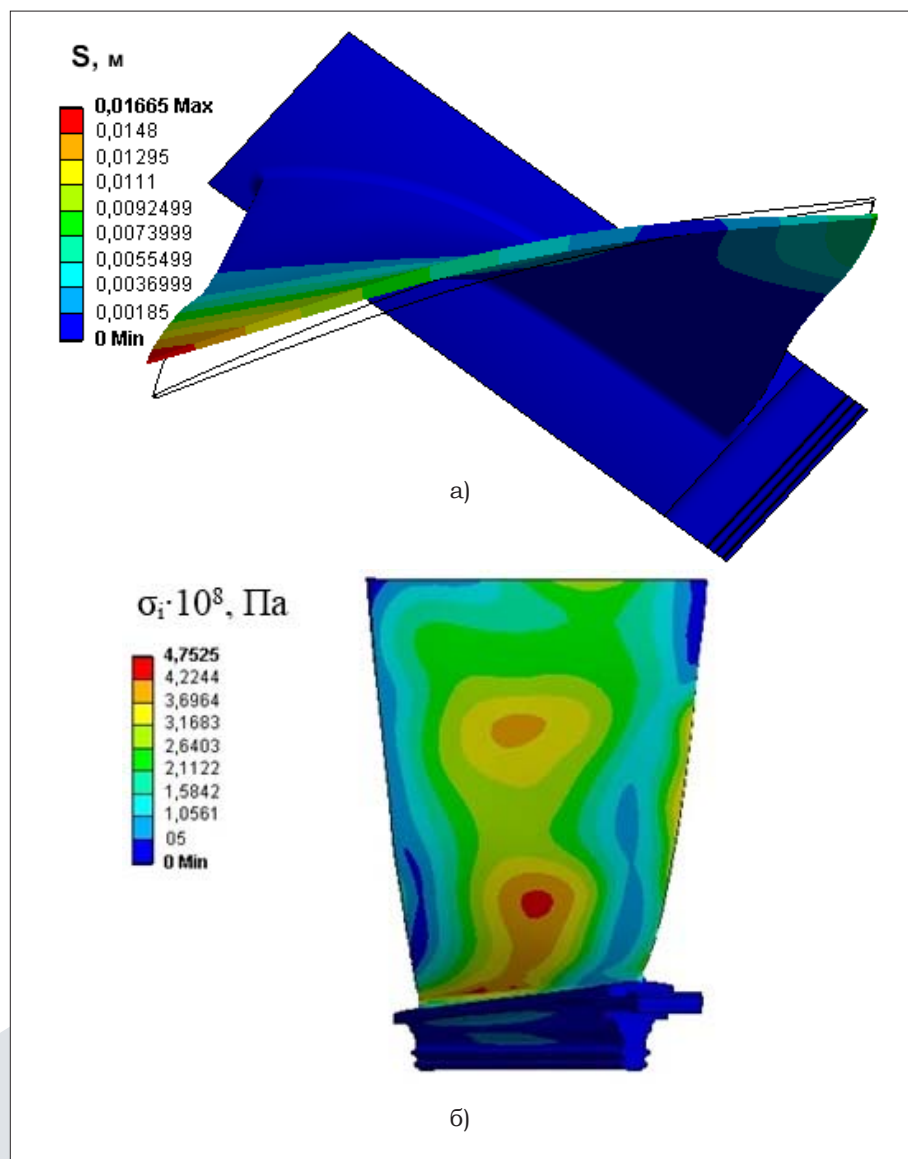 S, м
0,01665 Max
0,0148
0,01295
0,0111
0,0092499
0,0073999
0,0055499
0,0036999
0,00185
0 Min
а)
σi·10⁸, Па
4,7525
4,2244
3,6964
3,1683
2,6403
2,1122
1,5842
1,0561
05
0 Min
б)